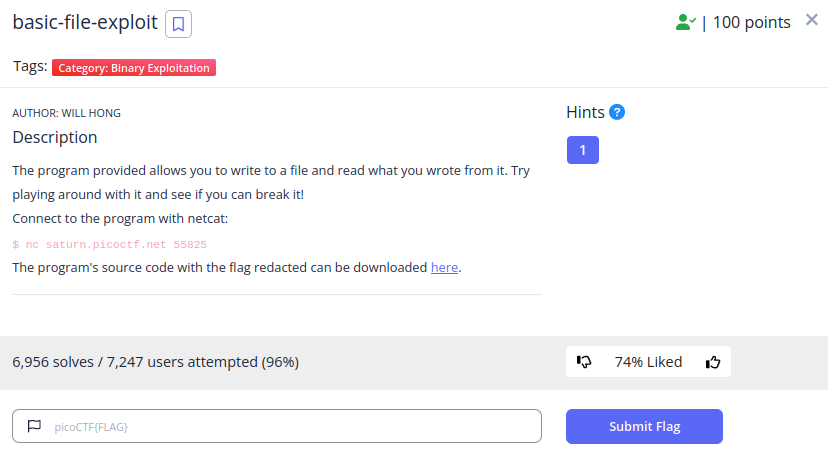 basic-file-exploit
| 100 points
Tags: Category: Binary Exploitation
AUTHOR: WILL HONG
Description
The program provided allows you to write to a file and read what you wrote from it. Try
playing around with it and see if you can break it!
Connect to the program with netcat:
$ nc saturn.picoctf.net 55825
The program's source code with the flag redacted can be downloaded here.
Hints ?
1
6,956 solves / 7,247 users attempted (96%)
74% Liked
picoCTF{FLAG}
Submit Flag